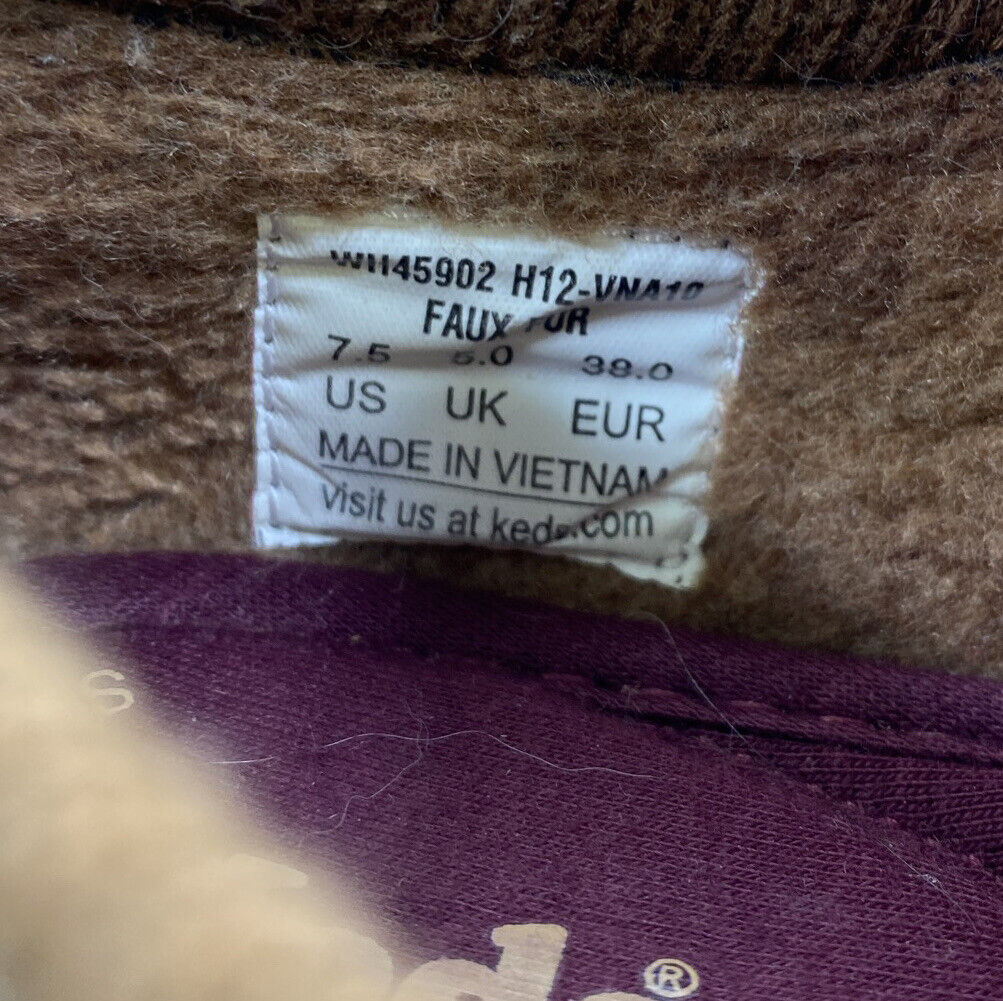 WH45902 H12-VNA10
FAUX FUR
7.5 5.0 38.0
US UK EUR
MADE IN VIETNAM
visit us at keds.com
s
ds®